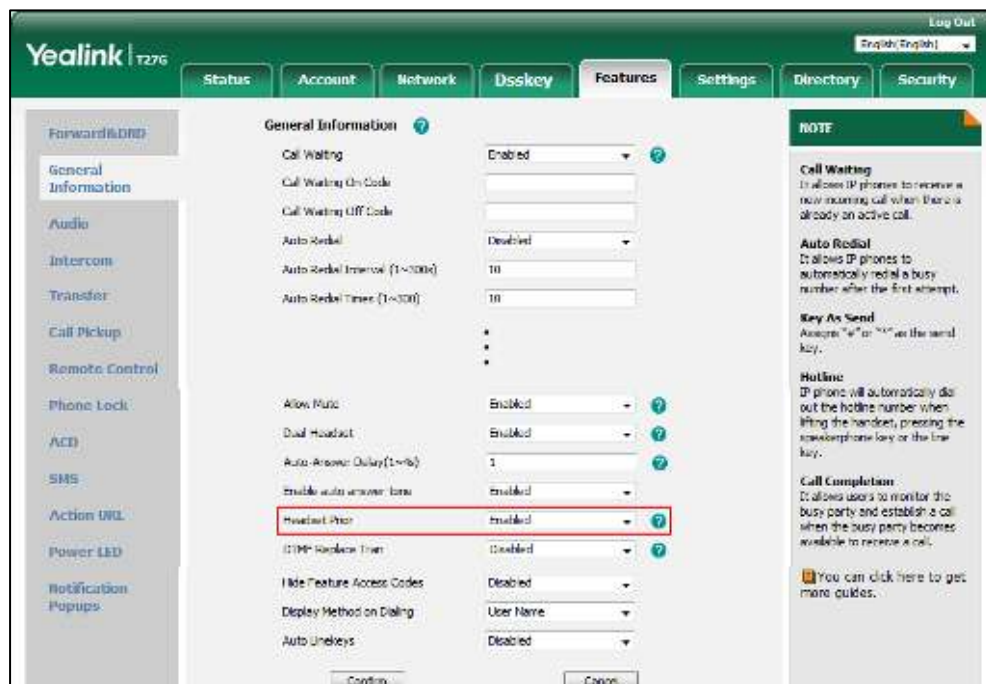 Log Out
English(English)
Yealink T27G
Status
Account
Network
Dsskey
Features
Settings
Directory
Security
Forward&DND
General
Information
Audio
Intercom
Transfer
Call Pickup
Remote Control
Phone Lock
ACD
SMS
Action URL
Power LED
Notification
Popups
General Information
Call Waiting Enabled
Call Waiting On Code
Call Waiting Off Code
Auto Redial Disabled
Auto Redial Interval (1~300s) 10
Auto Redial Times (1~300) 10
Allow Mute Enabled
Dual Headset Enabled
Auto-Answer Delay(1~4s) 1
Enable auto answer tone Enabled
Headset Prior Enabled
DTMF Replace Tran Disabled
Hide Feature Access Codes Disabled
Display Method on Dialing User Name
Auto Linekeys Disabled
Confirm Cancel
NOTE
Call Waiting
It allows IP phones to receive a
new incoming call when there is
already an active call.
Auto Redial
It allows IP phones to
automatically redial a busy
number after the first attempt.
Key As Send
Assigns "#" or "*" as the send
key.
Hotline
IP phone will automatically dial
out the hotline number when
lifting the handset, pressing the
speakerphone key or the line
key.
Call Completion
It allows users to monitor the
busy party and establish a call
when the busy party becomes
available to receive a call.
You can click here to get
more guides.